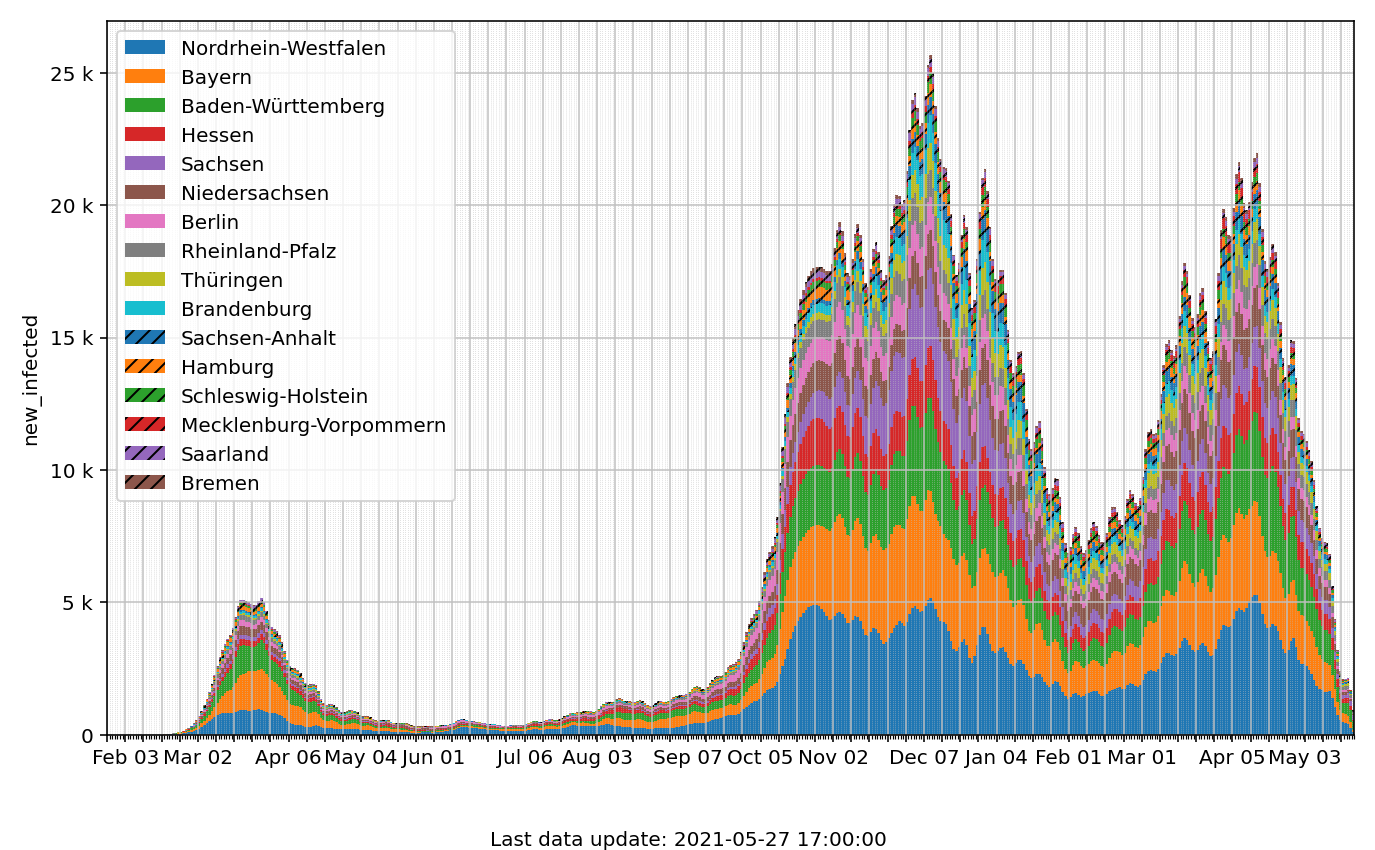 Nordrhein-Westfalen
Bayern
Baden-Württemberg
Hessen
Sachsen
Niedersachsen
Berlin
Rheinland-Pfalz
Thüringen
Brandenburg
Sachsen-Anhalt
Hamburg
Schleswig-Holstein
Mecklenburg-Vorpommern
Saarland
Bremen
new_infected
25 k
20 k
15 k
10 k
5 k
0
Feb 03 Mar 02 Apr 06 May 04 Jun 01 Jul 06 Aug 03 Sep 07 Oct 05 Nov 02 Dec 07 Jan 04 Feb 01 Mar 01 Apr 05 May 03
Last data update: 2021-05-27 17:00:00